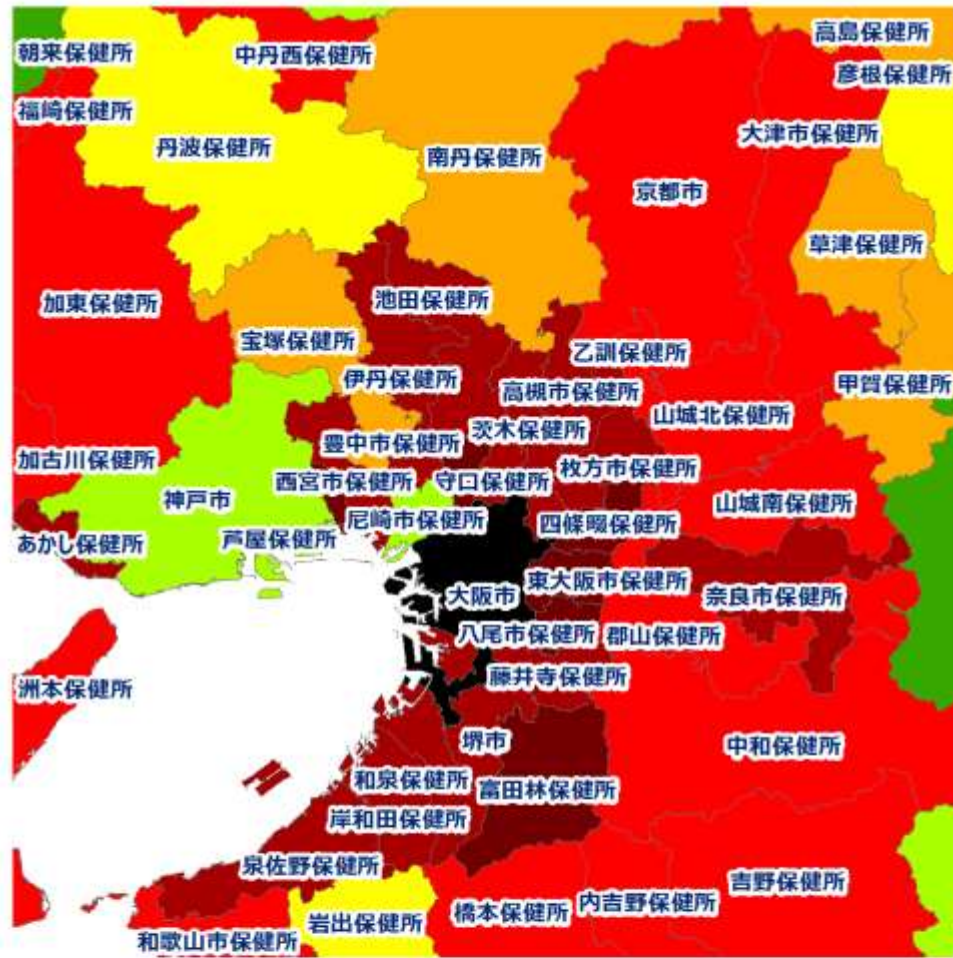 高島保健所
朝来保健所
中丹西保健所
彦根保健所
福崎保健所
大津市保健所
丹波保健所
南丹保健所
京都市
草津保健所
加東保健所
池田保健所
宝塚保健所
乙訓保健所
伊丹保健所
高槻市保健所
甲賀保健所
山城北保健所
豊中市保健所
茨木保健所
加古川保健所
枚方市保健所
西宮市保健所
守口保健所
神戸市
山城南保健所
尼崎市保健所
四條畷保健所
あかし保健所
芦屋保健所
東大阪市保健所
大阪市
奈良市保健所
八尾市保健所
郡山保健所
藤井寺保健所
洲本保健所
堺市
中和保健所
和泉保健所
富田林保健所
岸和田保健所
泉佐野保健所
吉野保健所
内吉野保健所
岩出保健所
橋本保健所
和歌山市保健所